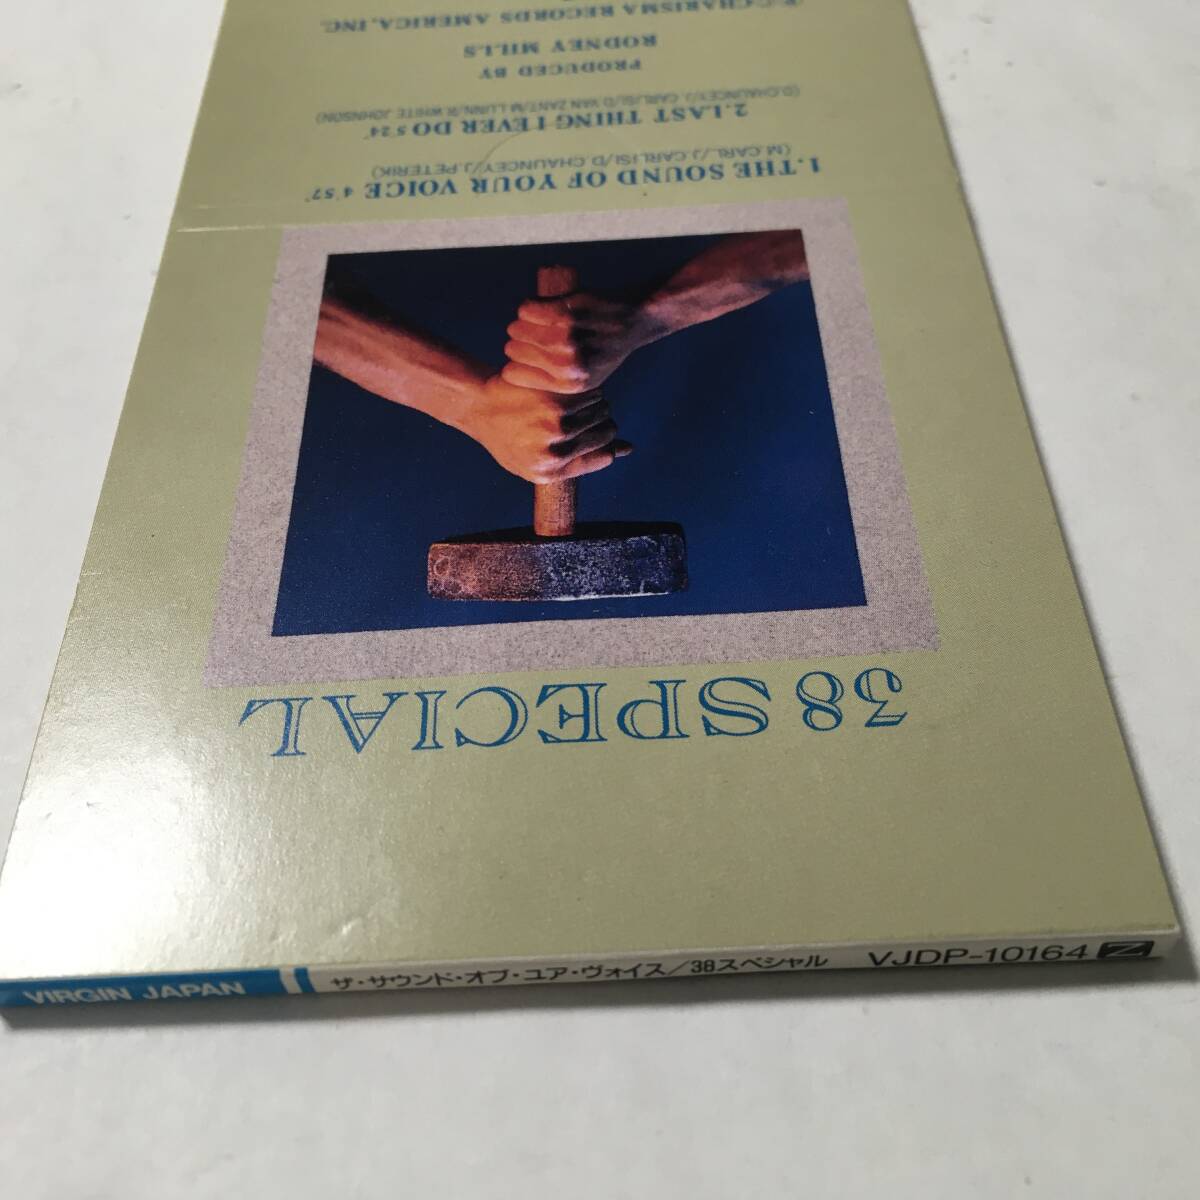 38 SPECIAL
1.THE SOUND OF YOUR VOICE 4'57"
(M.CARL/J.CARLISI/D.CHAUNCEY/J.PETERIK)
2.LAST THING I EVER DO 5'24"
(D.CHAUNCEY/J.CARLISI/D VAN ZANT/M LUNN/R.WHITE JOHNSON)
PRODUCED BY
RODNEY MILLS
CHARISMA RECORDS AMERICA,INC.
VIRGIN JAPAN ザ・サウンド・オブ・ユア・ヴォイス/38スペシャル VJDP-10164 Z